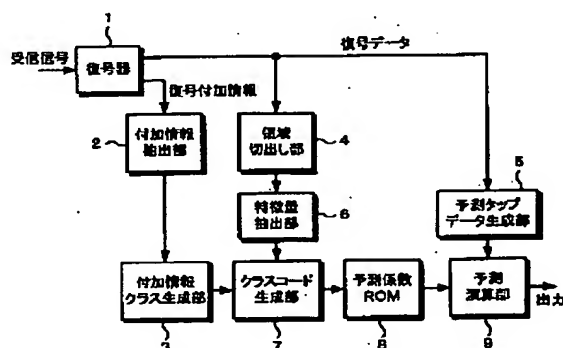 1
受信信号
復号器
復号データ
復号付加情報
2
付加情報
抽出部
領域
切出し部
4
5
予測タップ
データ生成部
特徴量
抽出部
6
付加情報
クラス生成部
クラスコード
生成部
予測係数
ROM
予測
演算部
出力
3
7
8
9